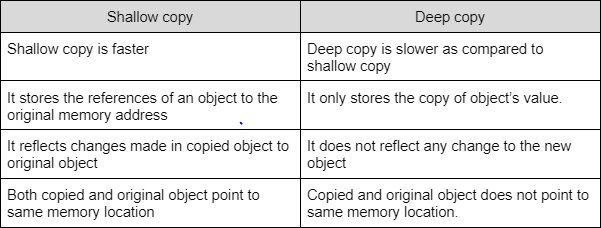 Shallow copy
Deep copy
Shallow copy is faster
Deep copy is slower as compared to
shallow copy
It stores the references of an object to the
original memory address
It only stores the copy of object's value.
It reflects changes made in copied object to
original object
It does not reflect any change to the new
object
Both copied and original object point to
same memory location
Copied and original object does not point to
same memory location.